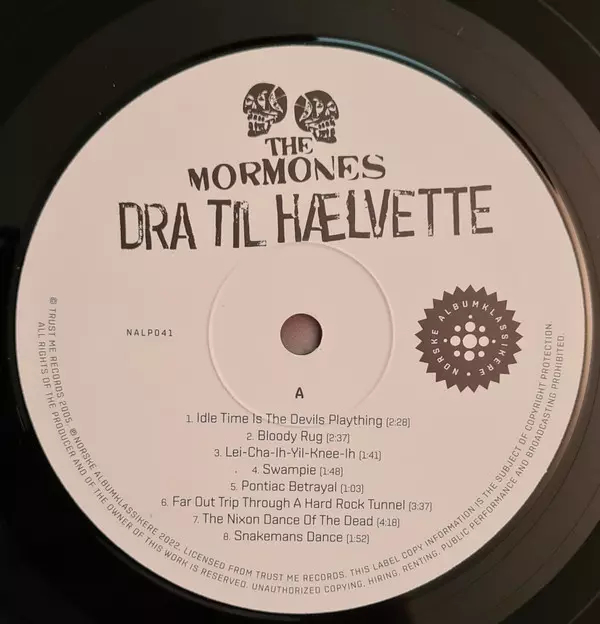 THE
MORMONES
DRA TIL HÆLVETTE
NALP041
NORSKE ALBUMKLASSIKERE
A
1. Idle Time Is The Devils Plaything (2:28)
2. Bloody Rug (2:37)
3. Lei-Cha-Ih-Yil-Knee-Ih (1:41)
4. Swampie (1:48)
5. Pontiac Betrayal (1:03)
6. Far Out Trip Through A Hard Rock Tunnel (3:37)
7. The Nixon Dance Of The Dead (4:18)
8. Snakemans Dance (1:52)
© TRUST ME RECORDS 2005. ℗ NORSKE ALBUMKLASSIKERE 2022. LICENSED FROM TRUST ME RECORDS. THIS LABEL COPY INFORMATION IS THE SUBJECT OF COPYRIGHT PROTECTION.
ALL RIGHTS OF THE PRODUCER AND OF THE OWNER OF THIS WORK IS RESERVED. UNAUTHORIZED COPYING, HIRING, RENTING, PUBLIC PERFORMANCE AND BROADCASTING PROHIBITED.